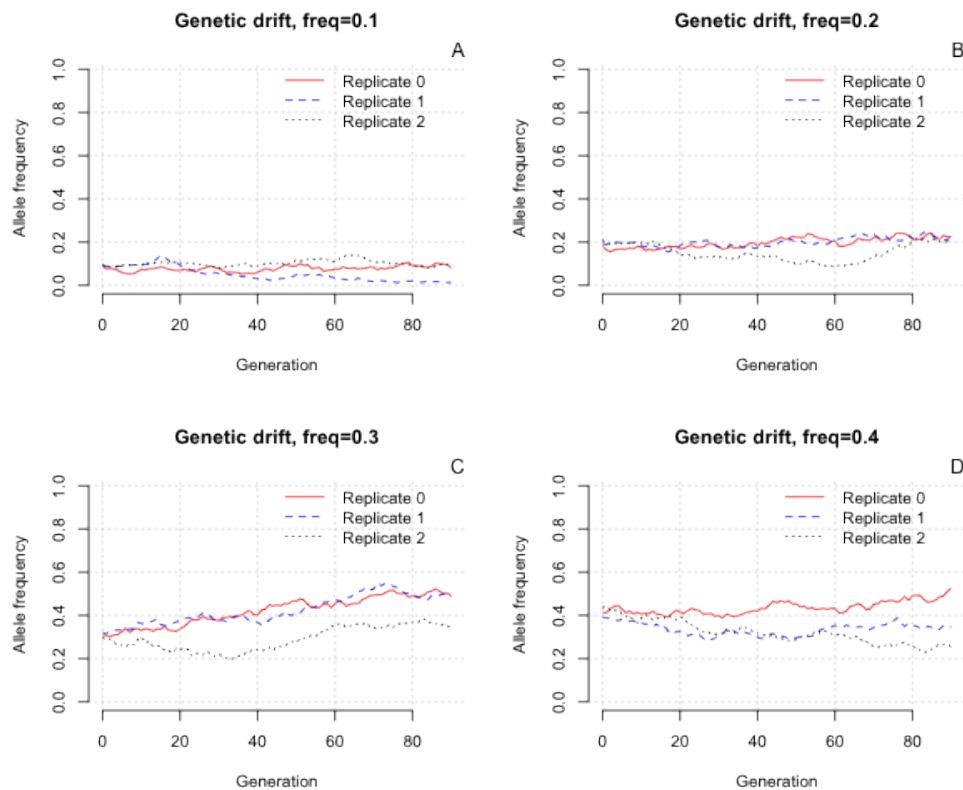 Genetic drift, freq=0.1
A
Replicate 0
Replicate 1
Replicate 2
Allele frequency
0.0 0.2 0.4 0.6 0.8 1.0
0 20 40 60 80
Generation
Genetic drift, freq=0.2
B
Replicate 0
Replicate 1
Replicate 2
Allele frequency
0.0 0.2 0.4 0.6 0.8 1.0
0 20 40 60 80
Generation
Genetic drift, freq=0.3
C
Replicate 0
Replicate 1
Replicate 2
Allele frequency
0.0 0.2 0.4 0.6 0.8 1.0
0 20 40 60 80
Generation
Genetic drift, freq=0.4
D
Replicate 0
Replicate 1
Replicate 2
Allele frequency
0.0 0.2 0.4 0.6 0.8 1.0
0 20 40 60 80
Generation